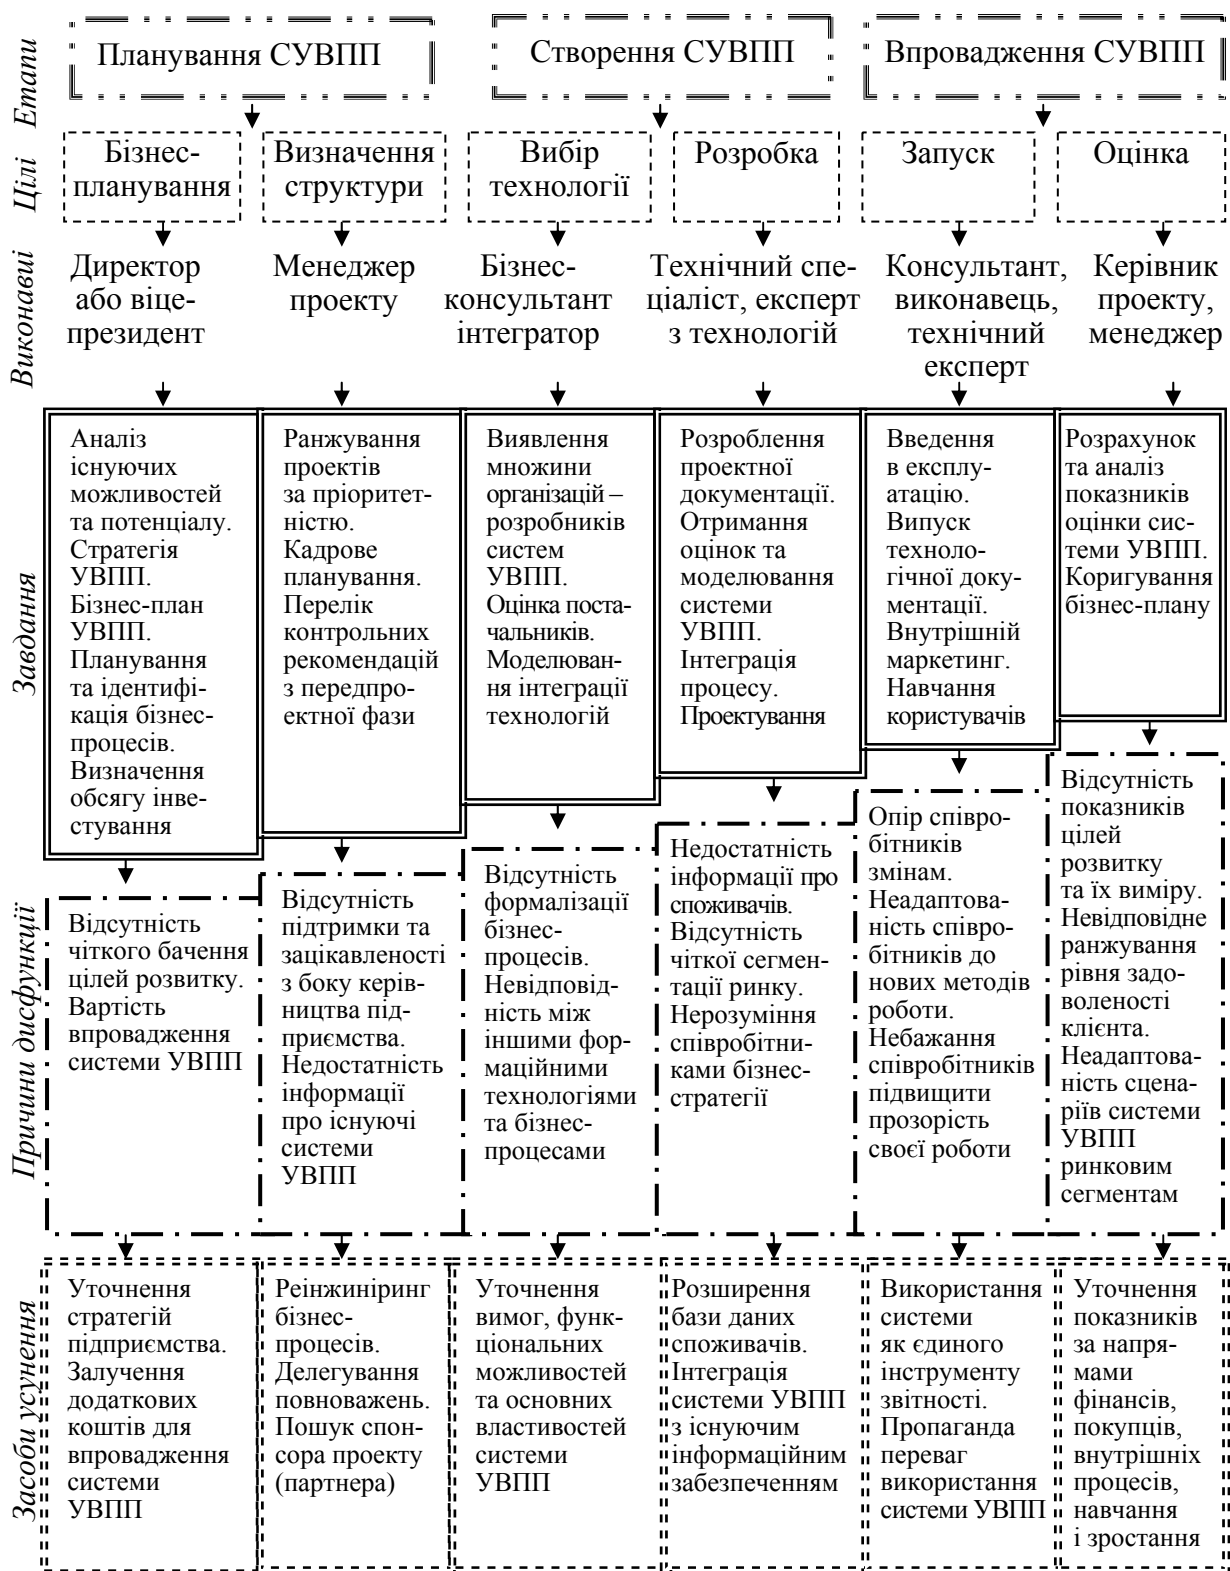 Етапи
Планування СУВПП
Створення СУВПП
Впровадження СУВПП
Цілі
Бізнес-
планування
Визначення
структури
Вибір
технології
Розробка
Запуск
Оцінка
Виконавці
Директор
або віце-
президент
Менеджер
проекту
Бізнес-
консультант
інтегратор
Технічний спе-
ціаліст, експерт
з технологій
Консультант,
виконавець,
технічний
експерт
Керівник
проекту,
менеджер
Завдання
Аналіз
існуючих
можливостей
та потенціалу.
Стратегія
УВПП.
Бізнес-план
УВПП.
Планування
та ідентифі-
кація бізнес-
процесів.
Визначення
обсягу інве-
стування
Ранжування
проектів
за пріоритет-
ністю.
Кадрове
планування.
Перелік
контрольних
рекомендацій
з передпро-
ектної фази
Виявлення
множини
організацій –
розробників
систем
УВПП.
Оцінка поста-
чальників.
Моделюван-
ня інтеграції
технологій
Розроблення
проектної
документації.
Отримання
оцінок та
моделювання
системи
УВПП.
Інтеграція
процесу.
Проектування
Введення
в експлу-
атацію.
Випуск
техноло-
гічної доку-
ментації.
Внутрішній
маркетинг.
Навчання
користувачів
Розрахунок
та аналіз
показників
оцінки сис-
теми УВПП.
Коригування
бізнес-плану
Причини дисфункції
Відсутність
чіткого бачення
цілей розвитку.
Вартість
впровадження
системи УВПП
Відсутність
підтримки та
зацікавленості
з боку керів-
ництва під-
приємства.
Недостатність
інформації
про існуючі
системи
УВПП
Відсутність
формалізації
бізнес-
процесів.
Невідповід-
ність між
іншими фор-
маційними
технологіями
та бізнес-
процесами
Недостатність
інформації про
споживачів.
Відсутність
чіткої сегмен-
тації ринку.
Нерозуміння
співробітни-
ками бізнес-
стратегії
Опір співро-
бітників
змінам.
Неадаптова-
ність співро-
бітників до
нових методів
роботи.
Небажання
співробітників
підвищити
прозорість
своєї роботи
Відсутність
показників
цілей
розвитку
та їх виміру.
Невідповідне
ранжування
рівня задо-
воленості
клієнта.
Неадаптова-
ність сцена-
ріїв системи
УВПП
ринковим
сегментам
Засоби усунення
Уточнення
стратегій
підприємства.
Залучення
додаткових
коштів для
впровадження
системи
УВПП
Реінжиніринг
бізнес-
процесів.
Делегування
повноважень.
Пошук спон-
сора проекту
(партнера)
Уточнення
вимог, функ-
ціональних
можливостей
та основних
властивостей
системи
УВПП
Розширення
бази даних
споживачів.
Інтеграція
системи УВПП
з існуючим
інформаційним
забезпеченням
Використання
системи
як єдиного
інструменту
звітності.
Пропаганда
переваг
використання
системи УВПП
Уточнення
показників
за напря-
мами
фінансів,
покупців,
внутрішніх
процесів,
навчання
і зростання